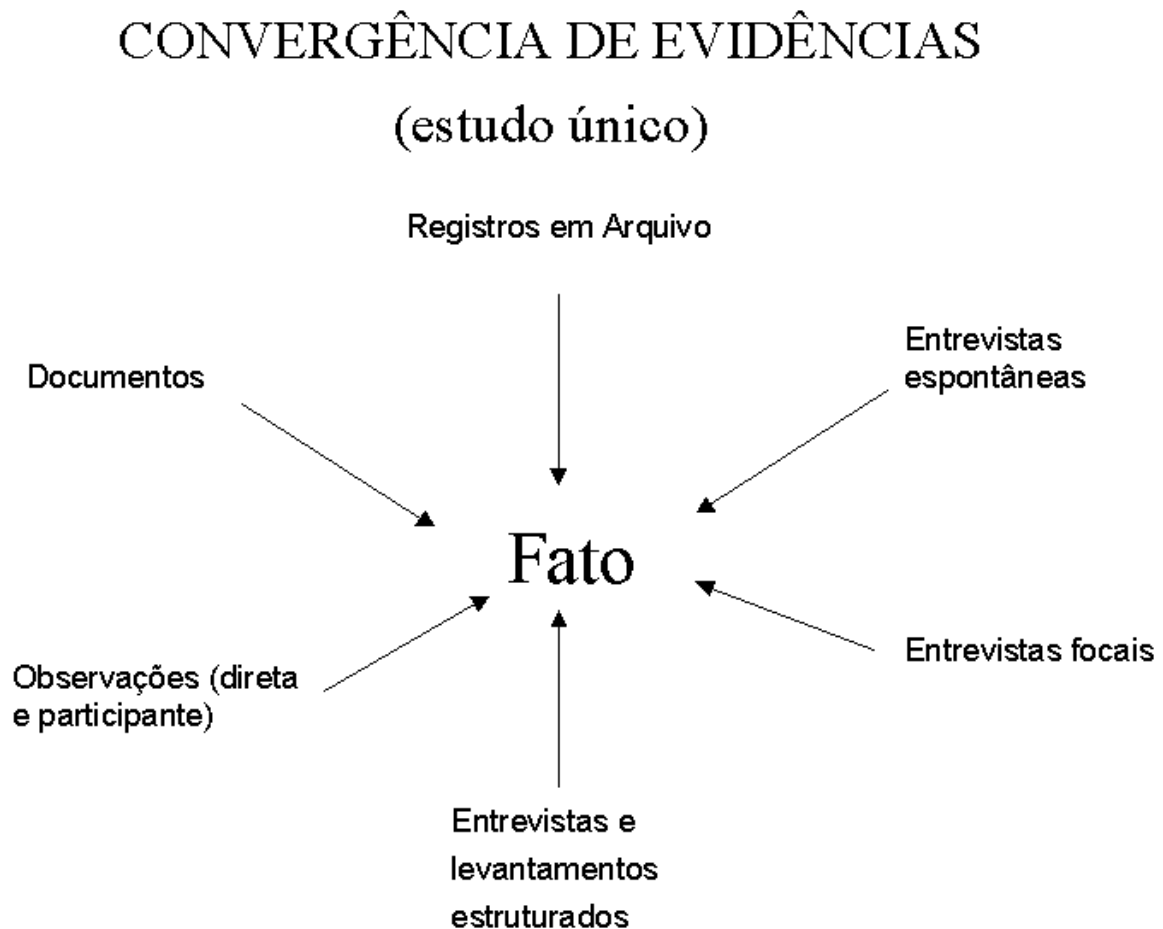 CONVERGÊNCIA DE EVIDÊNCIAS
(estudo único)
Registros em Arquivo
Entrevistas
espontâneas
Documentos
Fato
Entrevistas focais
Observações (direta
e participante)
Entrevistas e
levantamentos
estruturados